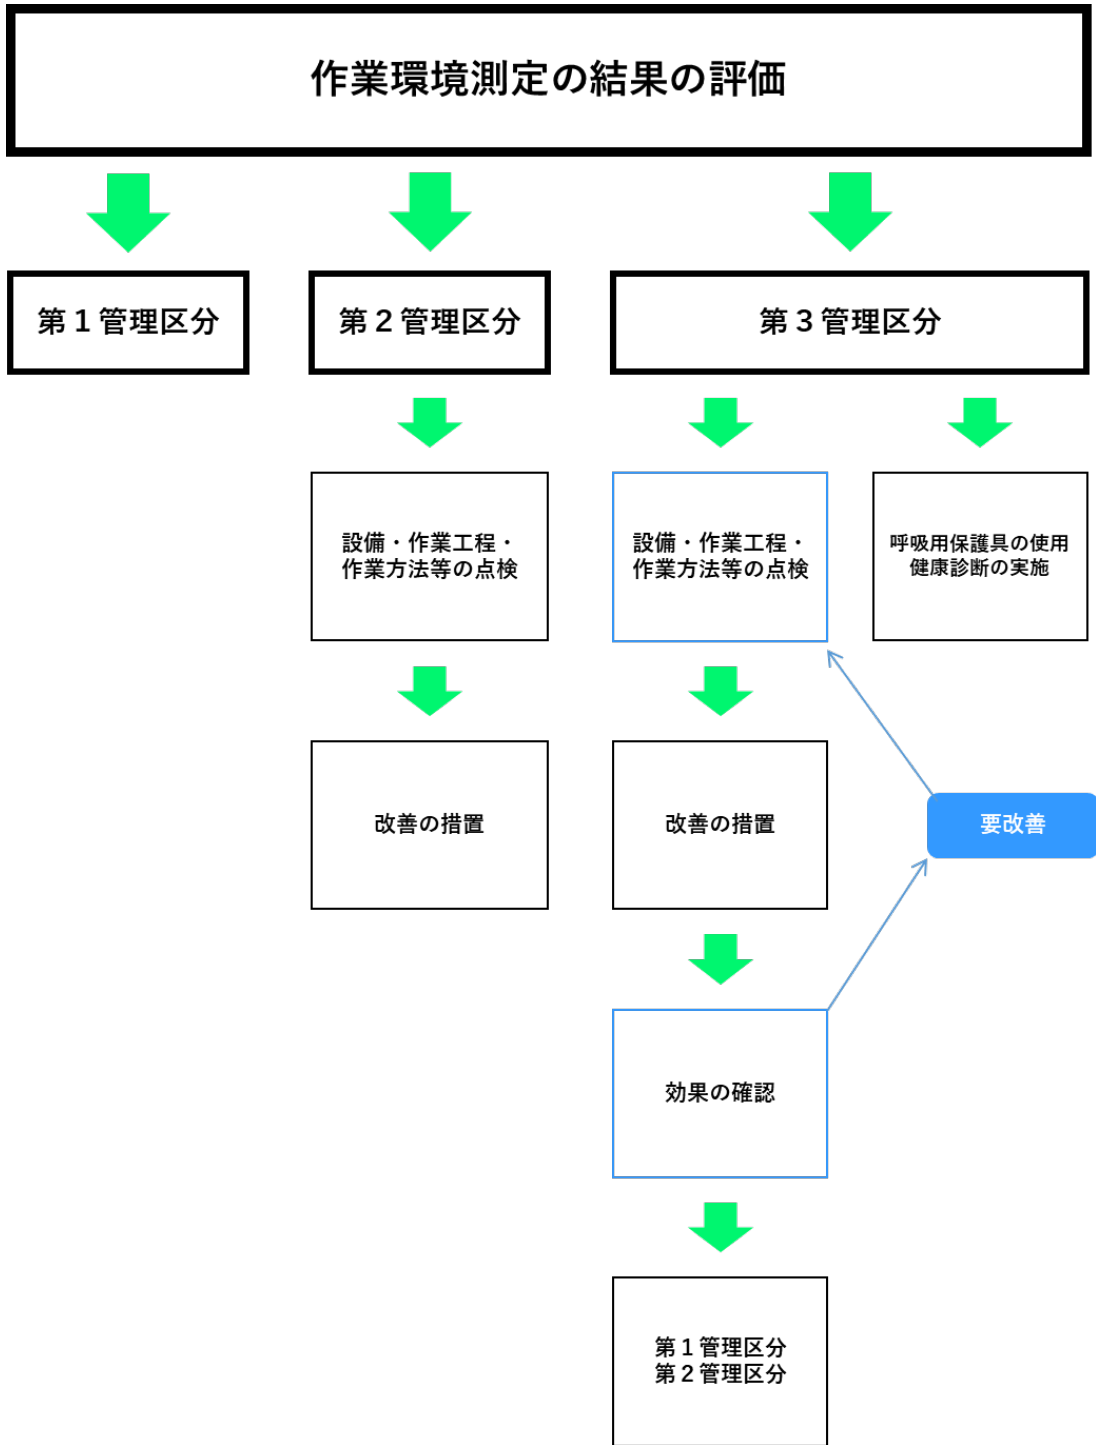 作業環境測定の結果の評価
第１管理区分
第２管理区分
第３管理区分
設備・作業工程・
作業方法等の点検
設備・作業工程・
作業方法等の点検
呼吸用保護具の使用
健康診断の実施
改善の措置
改善の措置
要改善
効果の確認
第１管理区分
第２管理区分